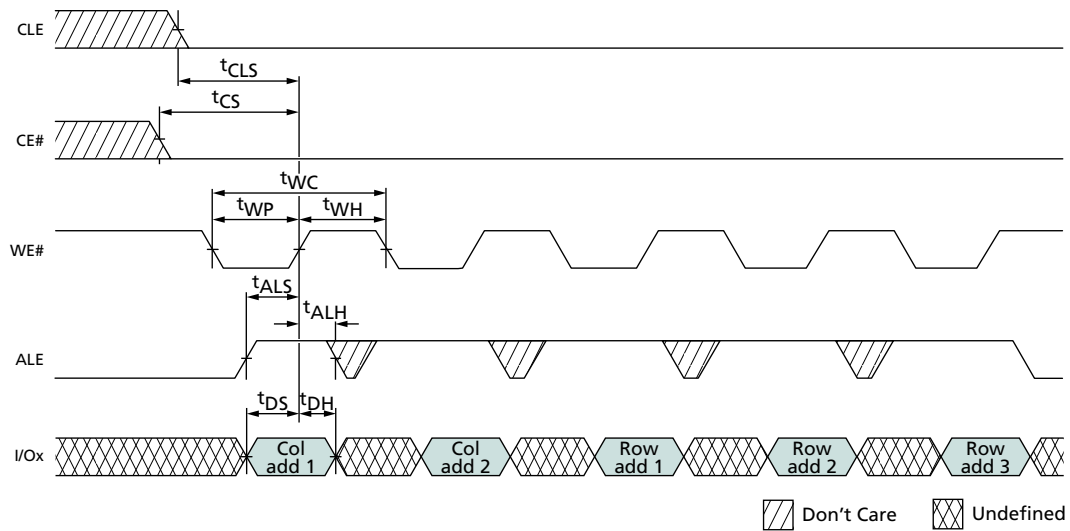 CLE
tCLS
tCS
CE#
tWC
tWP
tWH
WE#
tALS
tALH
ALE
tDS
tDH
I/Ox
Col
add 1
Col
add 2
Row
add 1
Row
add 2
Row
add 3
Don't Care
Undefined